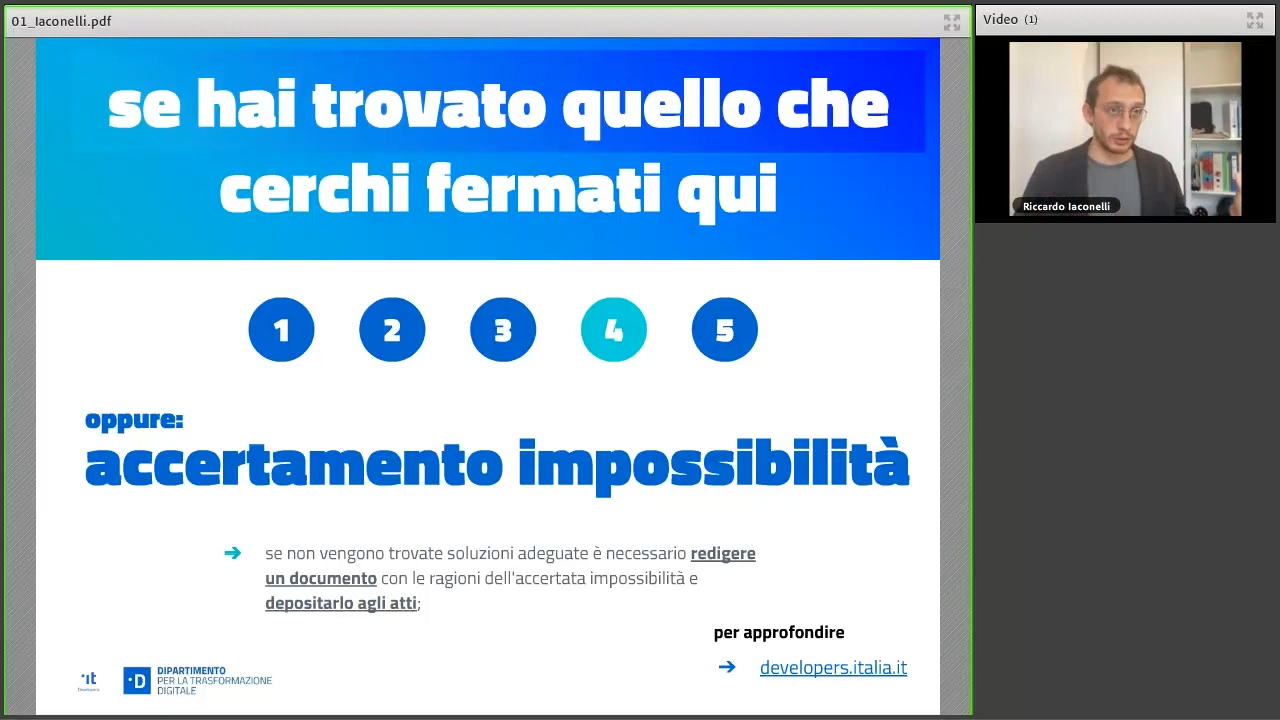 01_Iaconelli.pdf
Video (1)
se hai trovato quello che
cerchi fermati qui
Riccardo Iaconelli
1 2 3 4 5
oppure:
accertamento impossibilità
➔ se non vengono trovate soluzioni adeguate è necessario redigere
un documento con le ragioni dell'accertata impossibilità e
depositarlo agli atti;
per approfondire
➔ developers.italia.it
.it
Developers
D
DIPARTIMENTO
PER LA TRASFORMAZIONE
DIGITALE